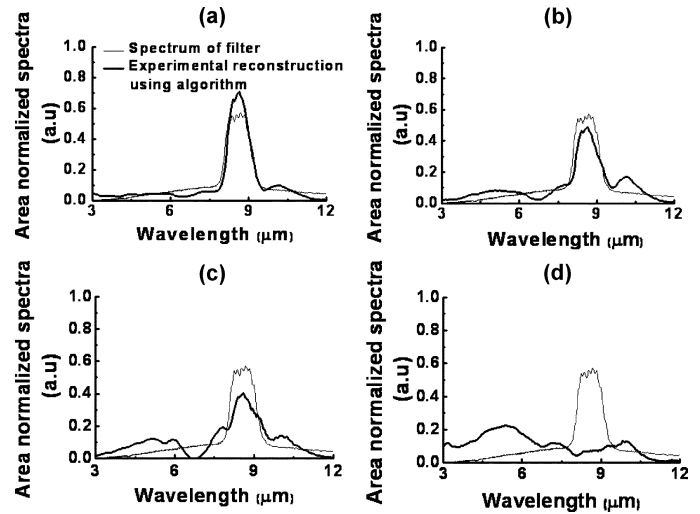 (a)
Area normalized spectra
(a.u)
1.0
0.8
0.6
0.4
0.2
0.0
Spectrum of filter
Experimental reconstruction
using algorithm
3 6 9 12
Wavelength (μm)
(b)
Area normalized spectra
(a.u)
1.0
0.8
0.6
0.4
0.2
0.0
3 6 9 12
Wavelength (μm)
(c)
Area normalized spectra
(a.u)
1.0
0.8
0.6
0.4
0.2
0.0
3 6 9 12
Wavelength (μm)
(d)
Area normalized spectra
(a.u)
1.0
0.8
0.6
0.4
0.2
0.0
3 6 9 12
Wavelength (μm)